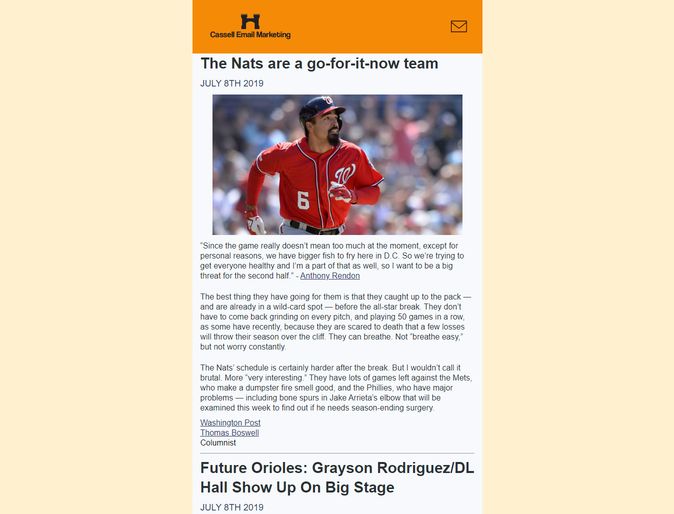 Cassell Email Marketing
The Nats are a go-for-it-now team
JULY 8TH 2019
W
W
6
"Since the game really doesn't mean too much at the moment, except for
personal reasons, we have bigger fish to fry here in D.C. So we're trying to
get everyone healthy and I'm a part of that as well, so I want to be a big
threat for the second half." - Anthony Rendon
The best thing they have going for them is that they caught up to the pack —
and are already in a wild-card spot — before the all-star break. They don't
have to come back grinding on every pitch, and playing 50 games in a row,
as some have recently, because they are scared to death that a few losses
will throw their season over the cliff. They can breathe. Not "breathe easy,"
but not worry constantly.
The Nats' schedule is certainly harder after the break. But I wouldn't call it
brutal. More "very interesting." They have lots of games left against the Mets,
who make a dumpster fire smell good, and the Phillies, who have major
problems — including bone spurs in Jake Arrieta's elbow that will be
examined this week to find out if he needs season-ending surgery.
Washington Post
Thomas Boswell
Columnist
Future Orioles: Grayson Rodriguez/DL
Hall Show Up On Big Stage
JULY 8TH 2019